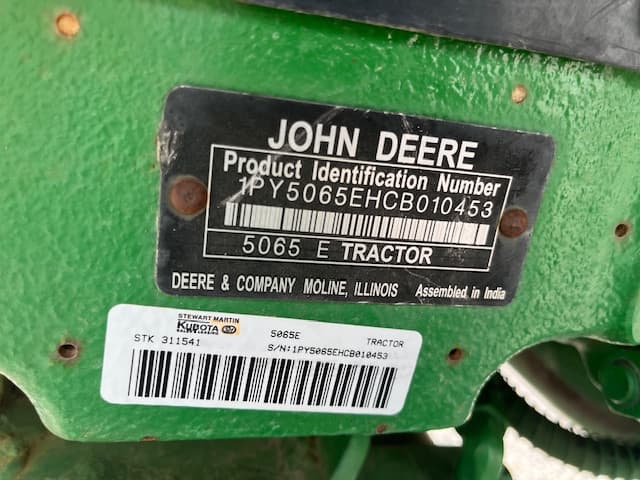 JOHN DEERE
Product Identification Number
1PY5065EHCB010453
5065 E TRACTOR
DEERE & COMPANY MOLINE, ILLINOIS Assembled in India
STEWART MARTIN
Kubota
STK 311541
5065E TRACTOR
S/N:1PY5065EHCB010453